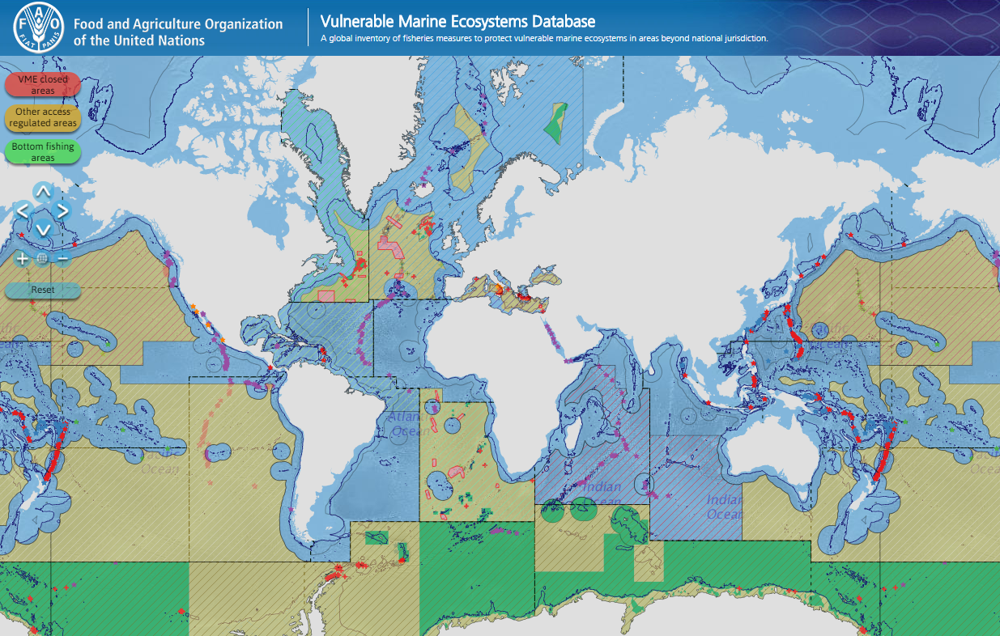 FAO
FIAT PANIS
Food and Agriculture Organization
of the United Nations
Vulnerable Marine Ecosystems Database
A global inventory of fisheries measures to protect vulnerable marine ecosystems in areas beyond national jurisdiction.
VME closed
areas
Other access
regulated areas
Bottom fishing
areas
Reset
Pacific
Ocean
Atlantic
Ocean
Pacific
Ocean
Indian
Ocean
Indian
Ocean